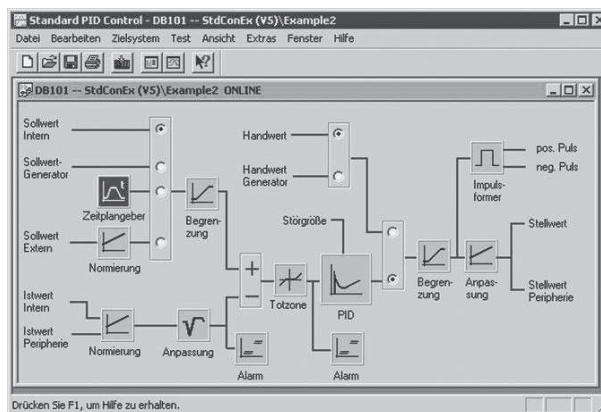 Standard PID Control - DB101 -- StdConEx (V5)\Example2
Datei Bearbeiten Zielsystem Test Ansicht Extras Fenster Hilfe
DB101 -- StdConEx (V5)\Example2 ONLINE
Sollwert
Intern
Sollwert-
Generator
Zeitplangeber
Sollwert
Extern
Normierung
Begren-
zung
Istwert
Intern
Istwert
Peripherie
Normierung
Anpassung
Alarm
Totzone
Handwert
Handwert
Generator
Störgröße
PID
Alarm
Begren-
zung
Impuls-
former
pos. Puls
neg. Puls
Anpas-
sung
Stellwert
Stellwert
Peripherie
Drücken Sie F1, um Hilfe zu erhalten.